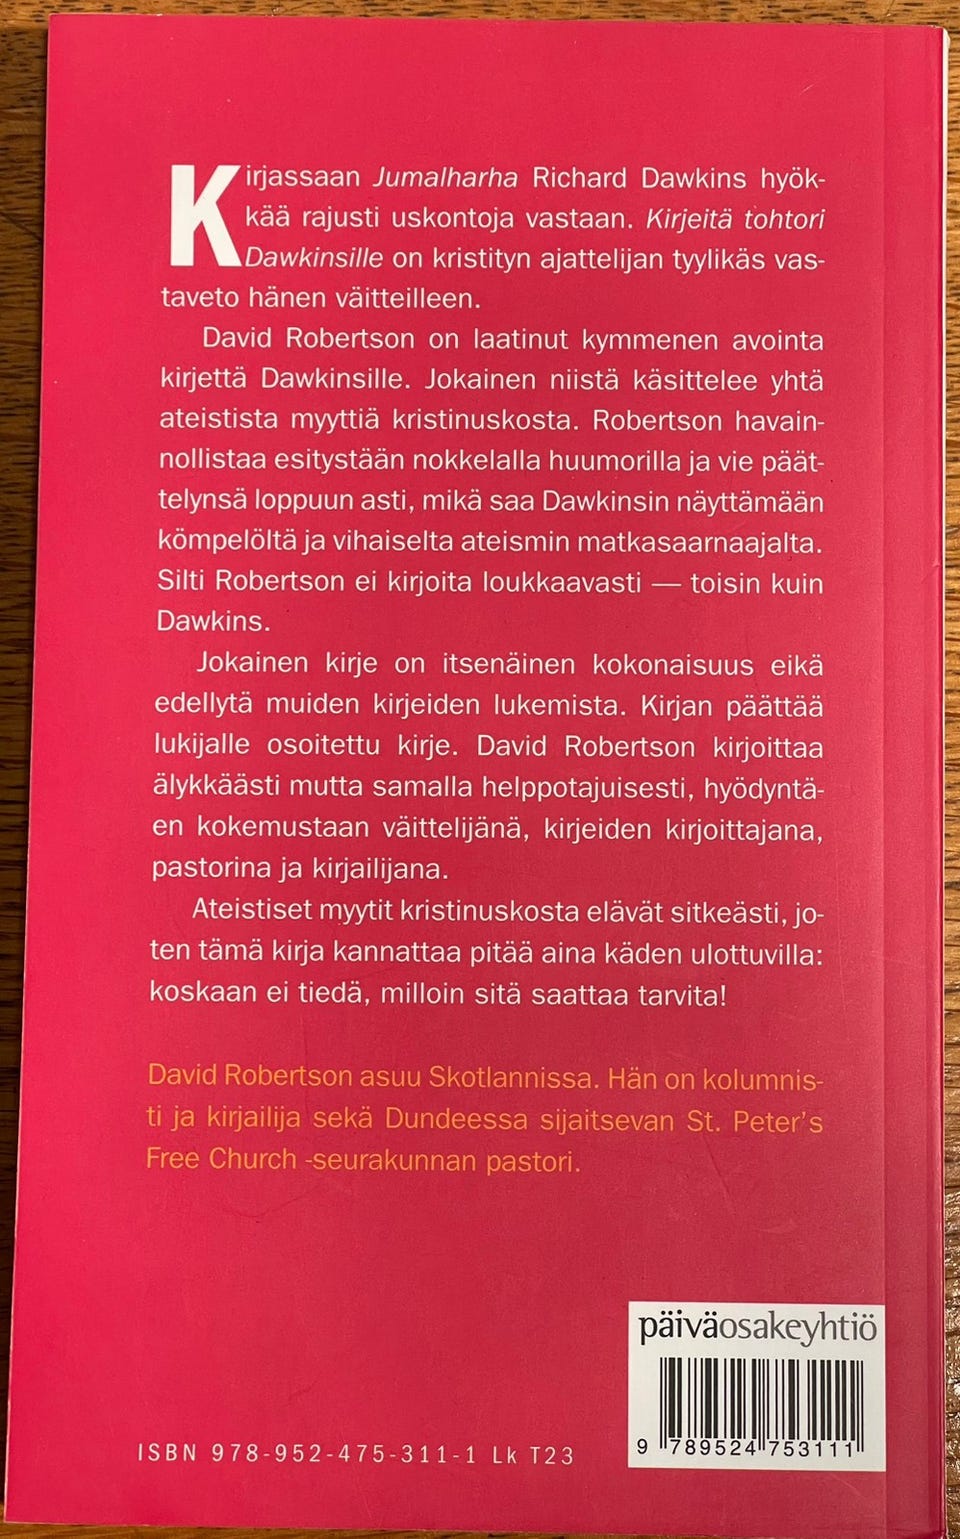 Kirjassaan Jumalharha Richard Dawkins hyök-
kää rajusti uskontoja vastaan. Kirjeitä tohtori
Dawkinsille on kristityn ajattelijan tyylikäs vas-
taveto hänen väitteilleen.
David Robertson on laatinut kymmenen avointa
kirjettä Dawkinsille. Jokainen niistä käsittelee yhtä
ateistista myyttiä kristinuskosta. Robertson havain-
nollistaa esitystään nokkelalla huumorilla ja vie päät-
telynsä loppuun asti, mikä saa Dawkinsin näyttämään
kömpelöltä ja vihaiselta ateismin matkasaarnaajalta.
Silti Robertson ei kirjoita loukkaavasti — toisin kuin
Dawkins.
Jokainen kirje on itsenäinen kokonaisuus eikä
edellytä muiden kirjeiden lukemista. Kirjan päättää
lukijalle osoitettu kirje. David Robertson kirjoittaa
älykkäästi mutta samalla helppotajuisesti, hyödyntä-
en kokemustaan väittelijänä, kirjeiden kirjoittajana,
pastorina ja kirjailijana.
Ateistiset myytit kristinuskosta elävät sitkeästi, jo-
ten tämä kirja kannattaa pitää aina käden ulottuvilla:
koskaan ei tiedä, milloin sitä saattaa tarvita!
David Robertson asuu Skotlannissa. Hän on kolumnis-
ti ja kirjailija sekä Dundeessa sijaitsevan St. Peter's
Free Church -seurakunnan pastori.
päiväosakeyhtiö
9 789524 753111
ISBN 978-952-475-311-1 Lk T23